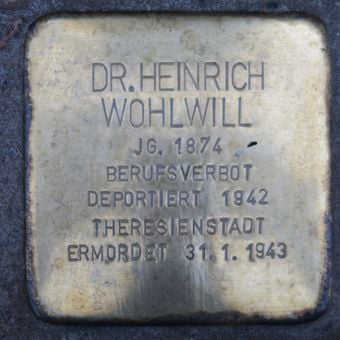 DR. HEINRICH
WOHLWILL
JG. 1874
BERUFSVERBOT
DEPORTIERT 1942
THERESIENSTADT
ERMORDET 31.1.1943